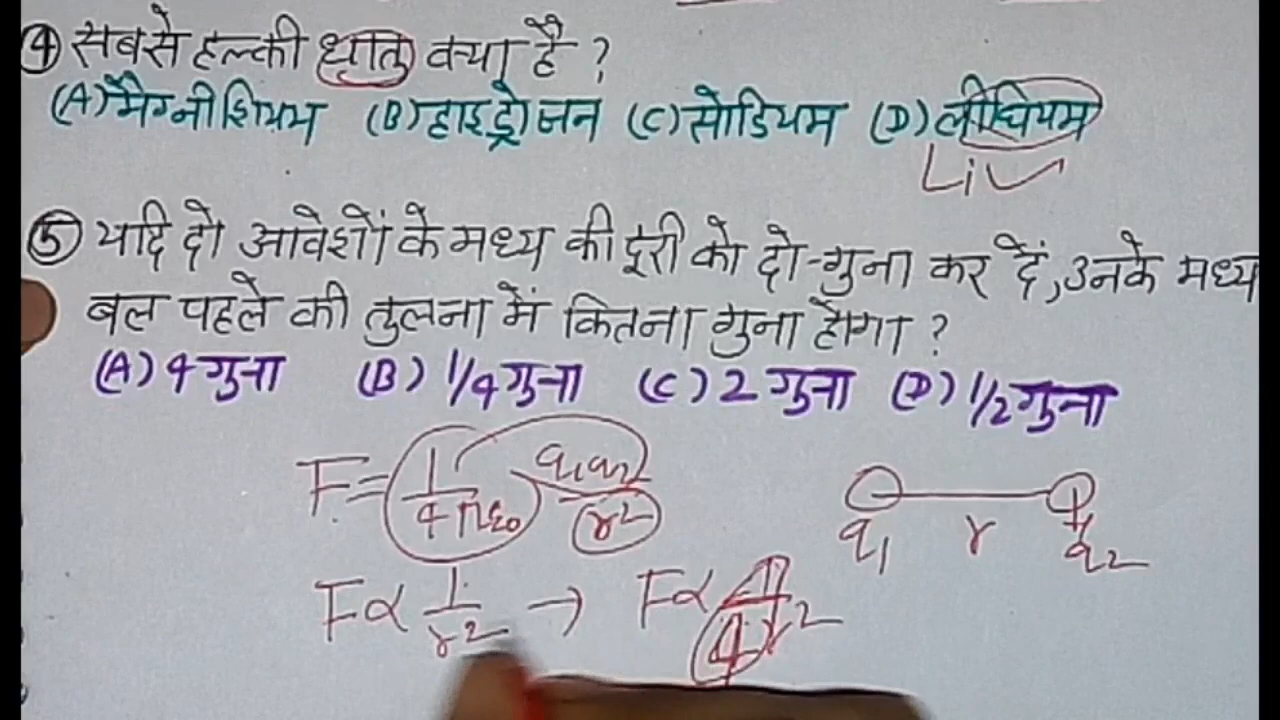 ④ सबसे हल्की धातु क्या है ?
(A) मैग्नीशियम (B) हाइड्रोजन (C) सोडियम (D) लीथियम
Li
⑤ यदि दो आवेशों के मध्य की दूरी को दो-गुना कर दें, उनके मध्य
बल पहले की तुलना में कितना गुना होगा ?
(A) 4 गुना (B) 1/4 गुना (C) 2 गुना (D) 1/2 गुना
F = 1/4πε₀ q₁q₂/r²
q₁ r q₂
F ∝ 1/r² → F ∝ 1/4r²